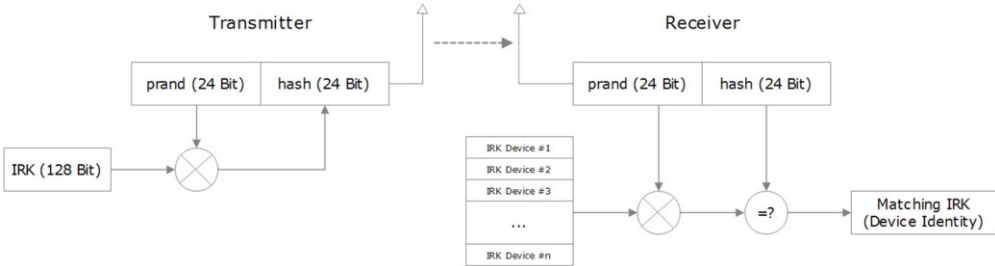 Transmitter
Receiver
prand (24 Bit)
hash (24 Bit)
prand (24 Bit)
hash (24 Bit)
IRK (128 Bit)
IRK Device #1
IRK Device #2
IRK Device #3
...
IRK Device #n
=?
Matching IRK
(Device Identity)